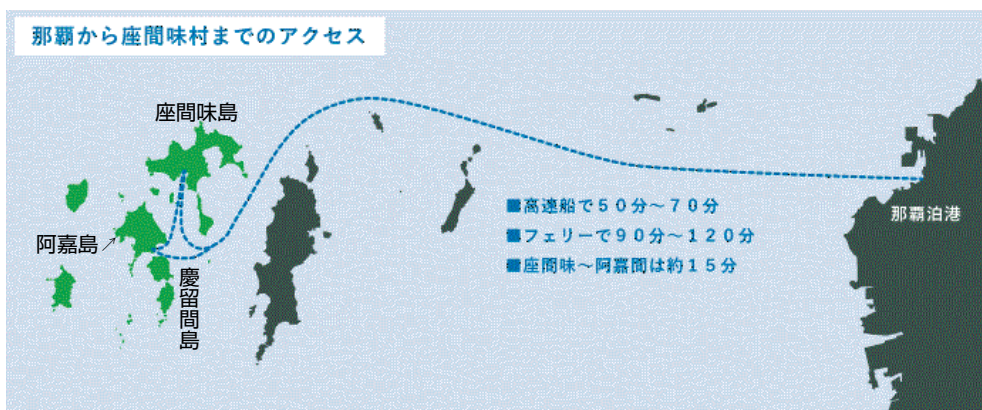 那覇から座間味村までのアクセス
座間味島
阿嘉島
慶留間島
■高速船で５０分～７０分
■フェリーで９０分～１２０分
■座間味～阿嘉間は約１５分
那覇泊港